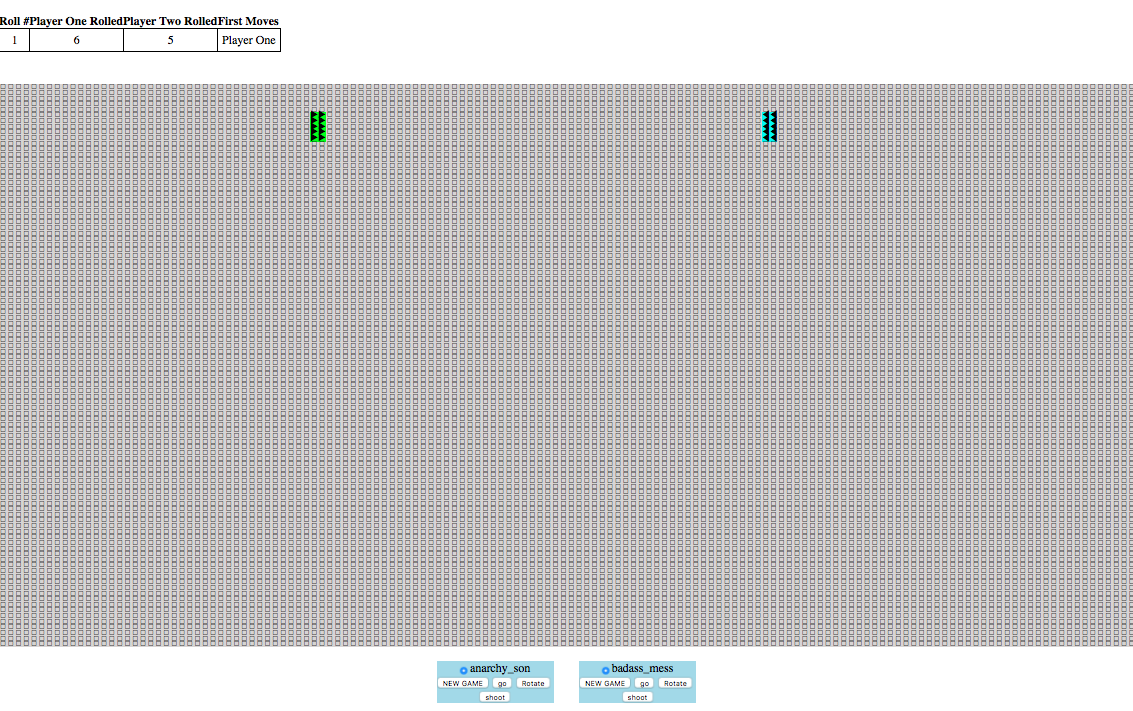 Roll # Player One Rolled Player Two Rolled First Moves
1 6 5 Player One
anarchy_son
NEW GAME go Rotate
shoot
badass_mess
NEW GAME go Rotate
shoot